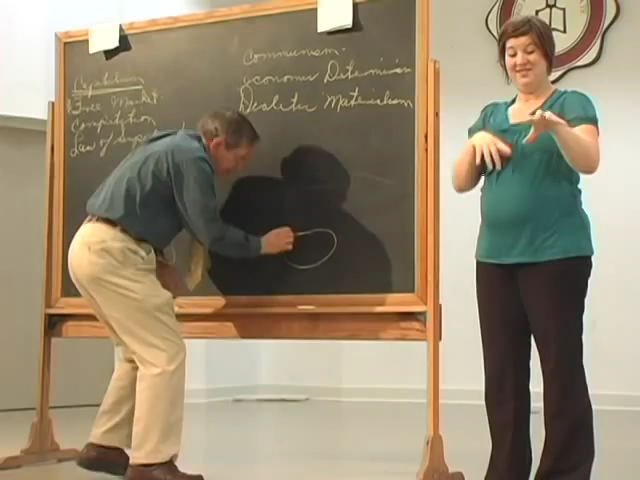 Capitalism
Free Market
Competition
Law of
Communism
Economic Determinism
Dialectic Materialism